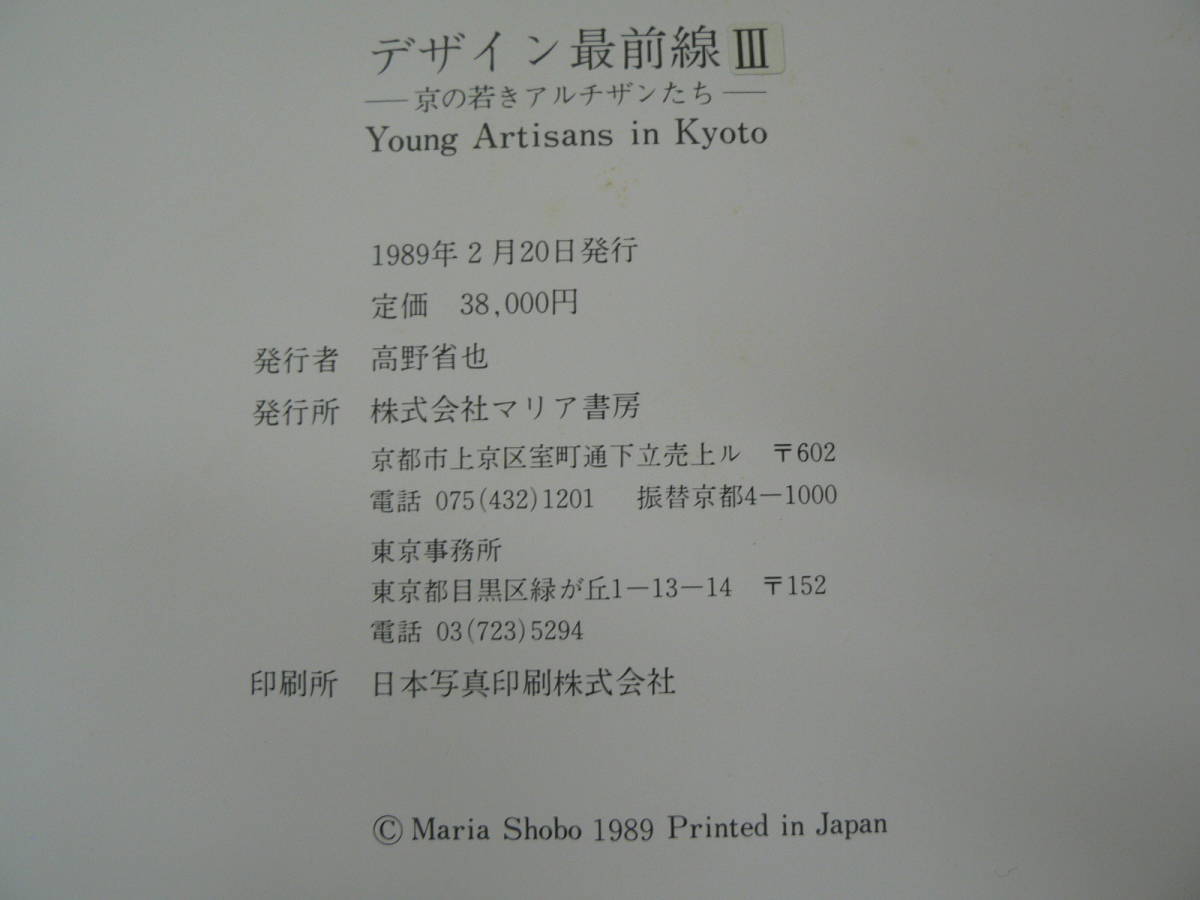 デザイン最前線Ⅲ
―京の若きアルチザンたち―
Young Artisans in Kyoto
1989年2月20日発行
定価　38,000円
発行者　高野省也
発行所　株式会社マリア書房
京都市上京区室町通下立売上ル　〒602
電話 075(432)1201　振替京都4－1000
東京事務所
東京都目黒区緑が丘1－13－14　〒152
電話 03(723)5294
印刷所　日本写真印刷株式会社
© Maria Shobo 1989 Printed in Japan